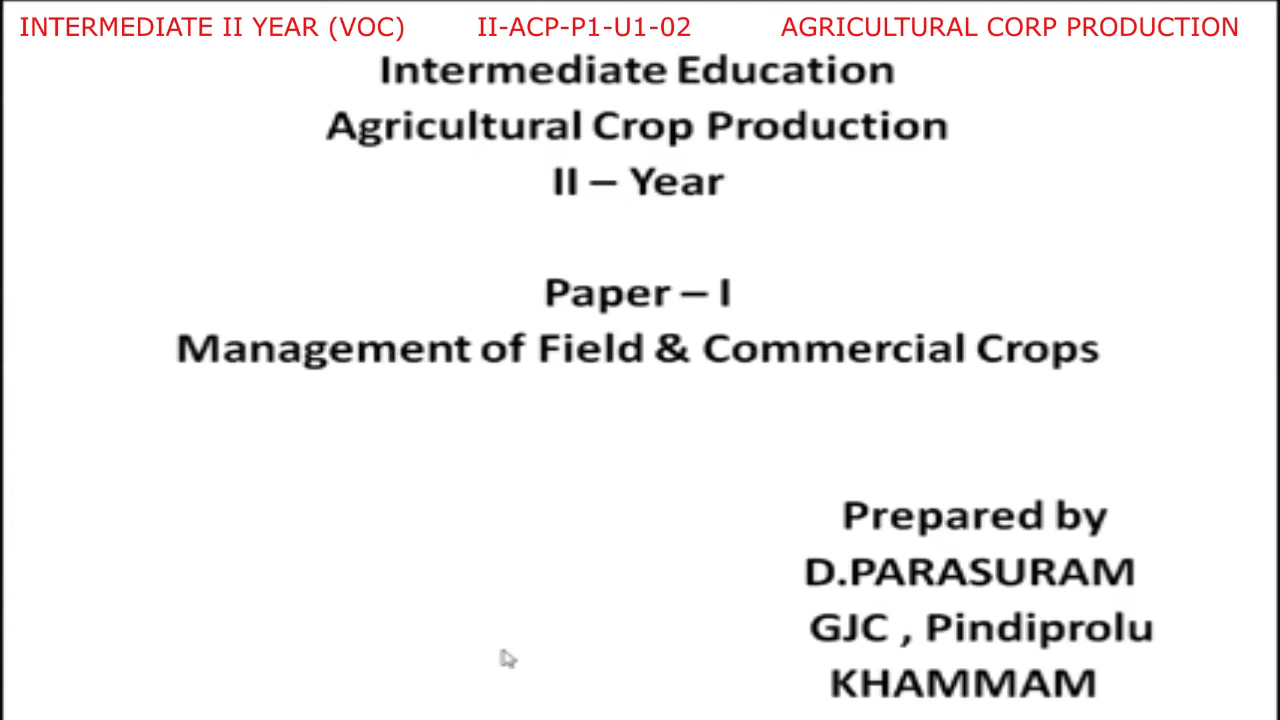 INTERMEDIATE II YEAR (VOC) II-ACP-P1-U1-02 AGRICULTURAL CORP PRODUCTION
Intermediate Education
Agricultural Crop Production
II – Year
Paper – I
Management of Field & Commercial Crops
Prepared by
D.PARASURAM
GJC , Pindiprolu
KHAMMAM